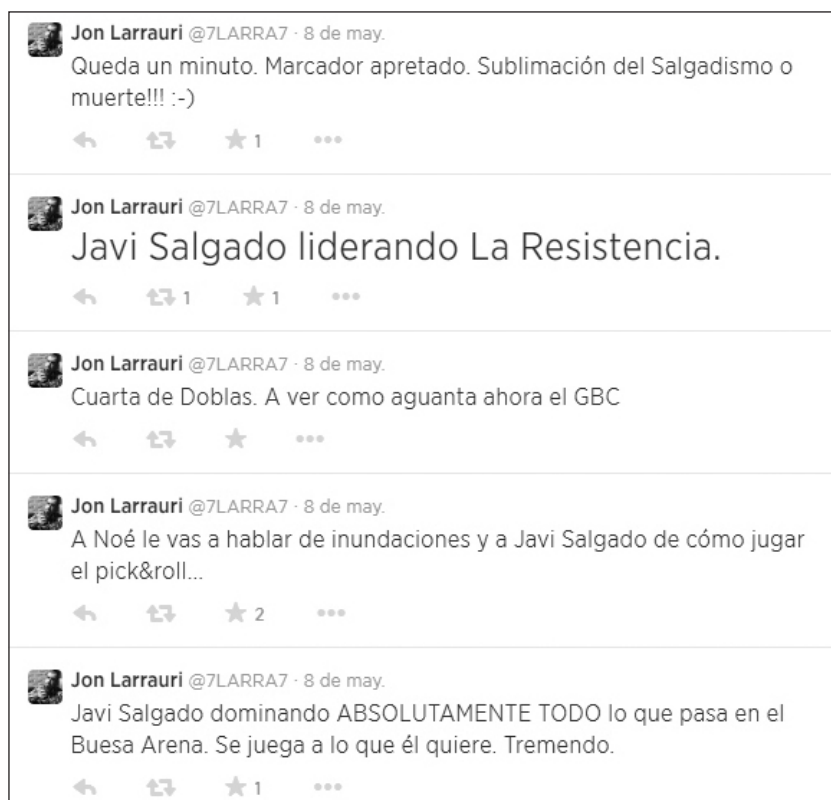 Jon Larrauri @7LARRA7 · 8 de may.
Queda un minuto. Marcador apretado. Sublimación del Salgadismo o
muerte!!! :-)
1
Jon Larrauri @7LARRA7 · 8 de may.
Javi Salgado liderando La Resistencia.
1 1
Jon Larrauri @7LARRA7 · 8 de may.
Cuarta de Doblas. A ver como aguanta ahora el GBC
Jon Larrauri @7LARRA7 · 8 de may.
A Noé le vas a hablar de inundaciones y a Javi Salgado de cómo jugar
el pick&roll...
2
Jon Larrauri @7LARRA7 · 8 de may.
Javi Salgado dominando ABSOLUTAMENTE TODO lo que pasa en el
Buesa Arena. Se juega a lo que él quiere. Tremendo.
1